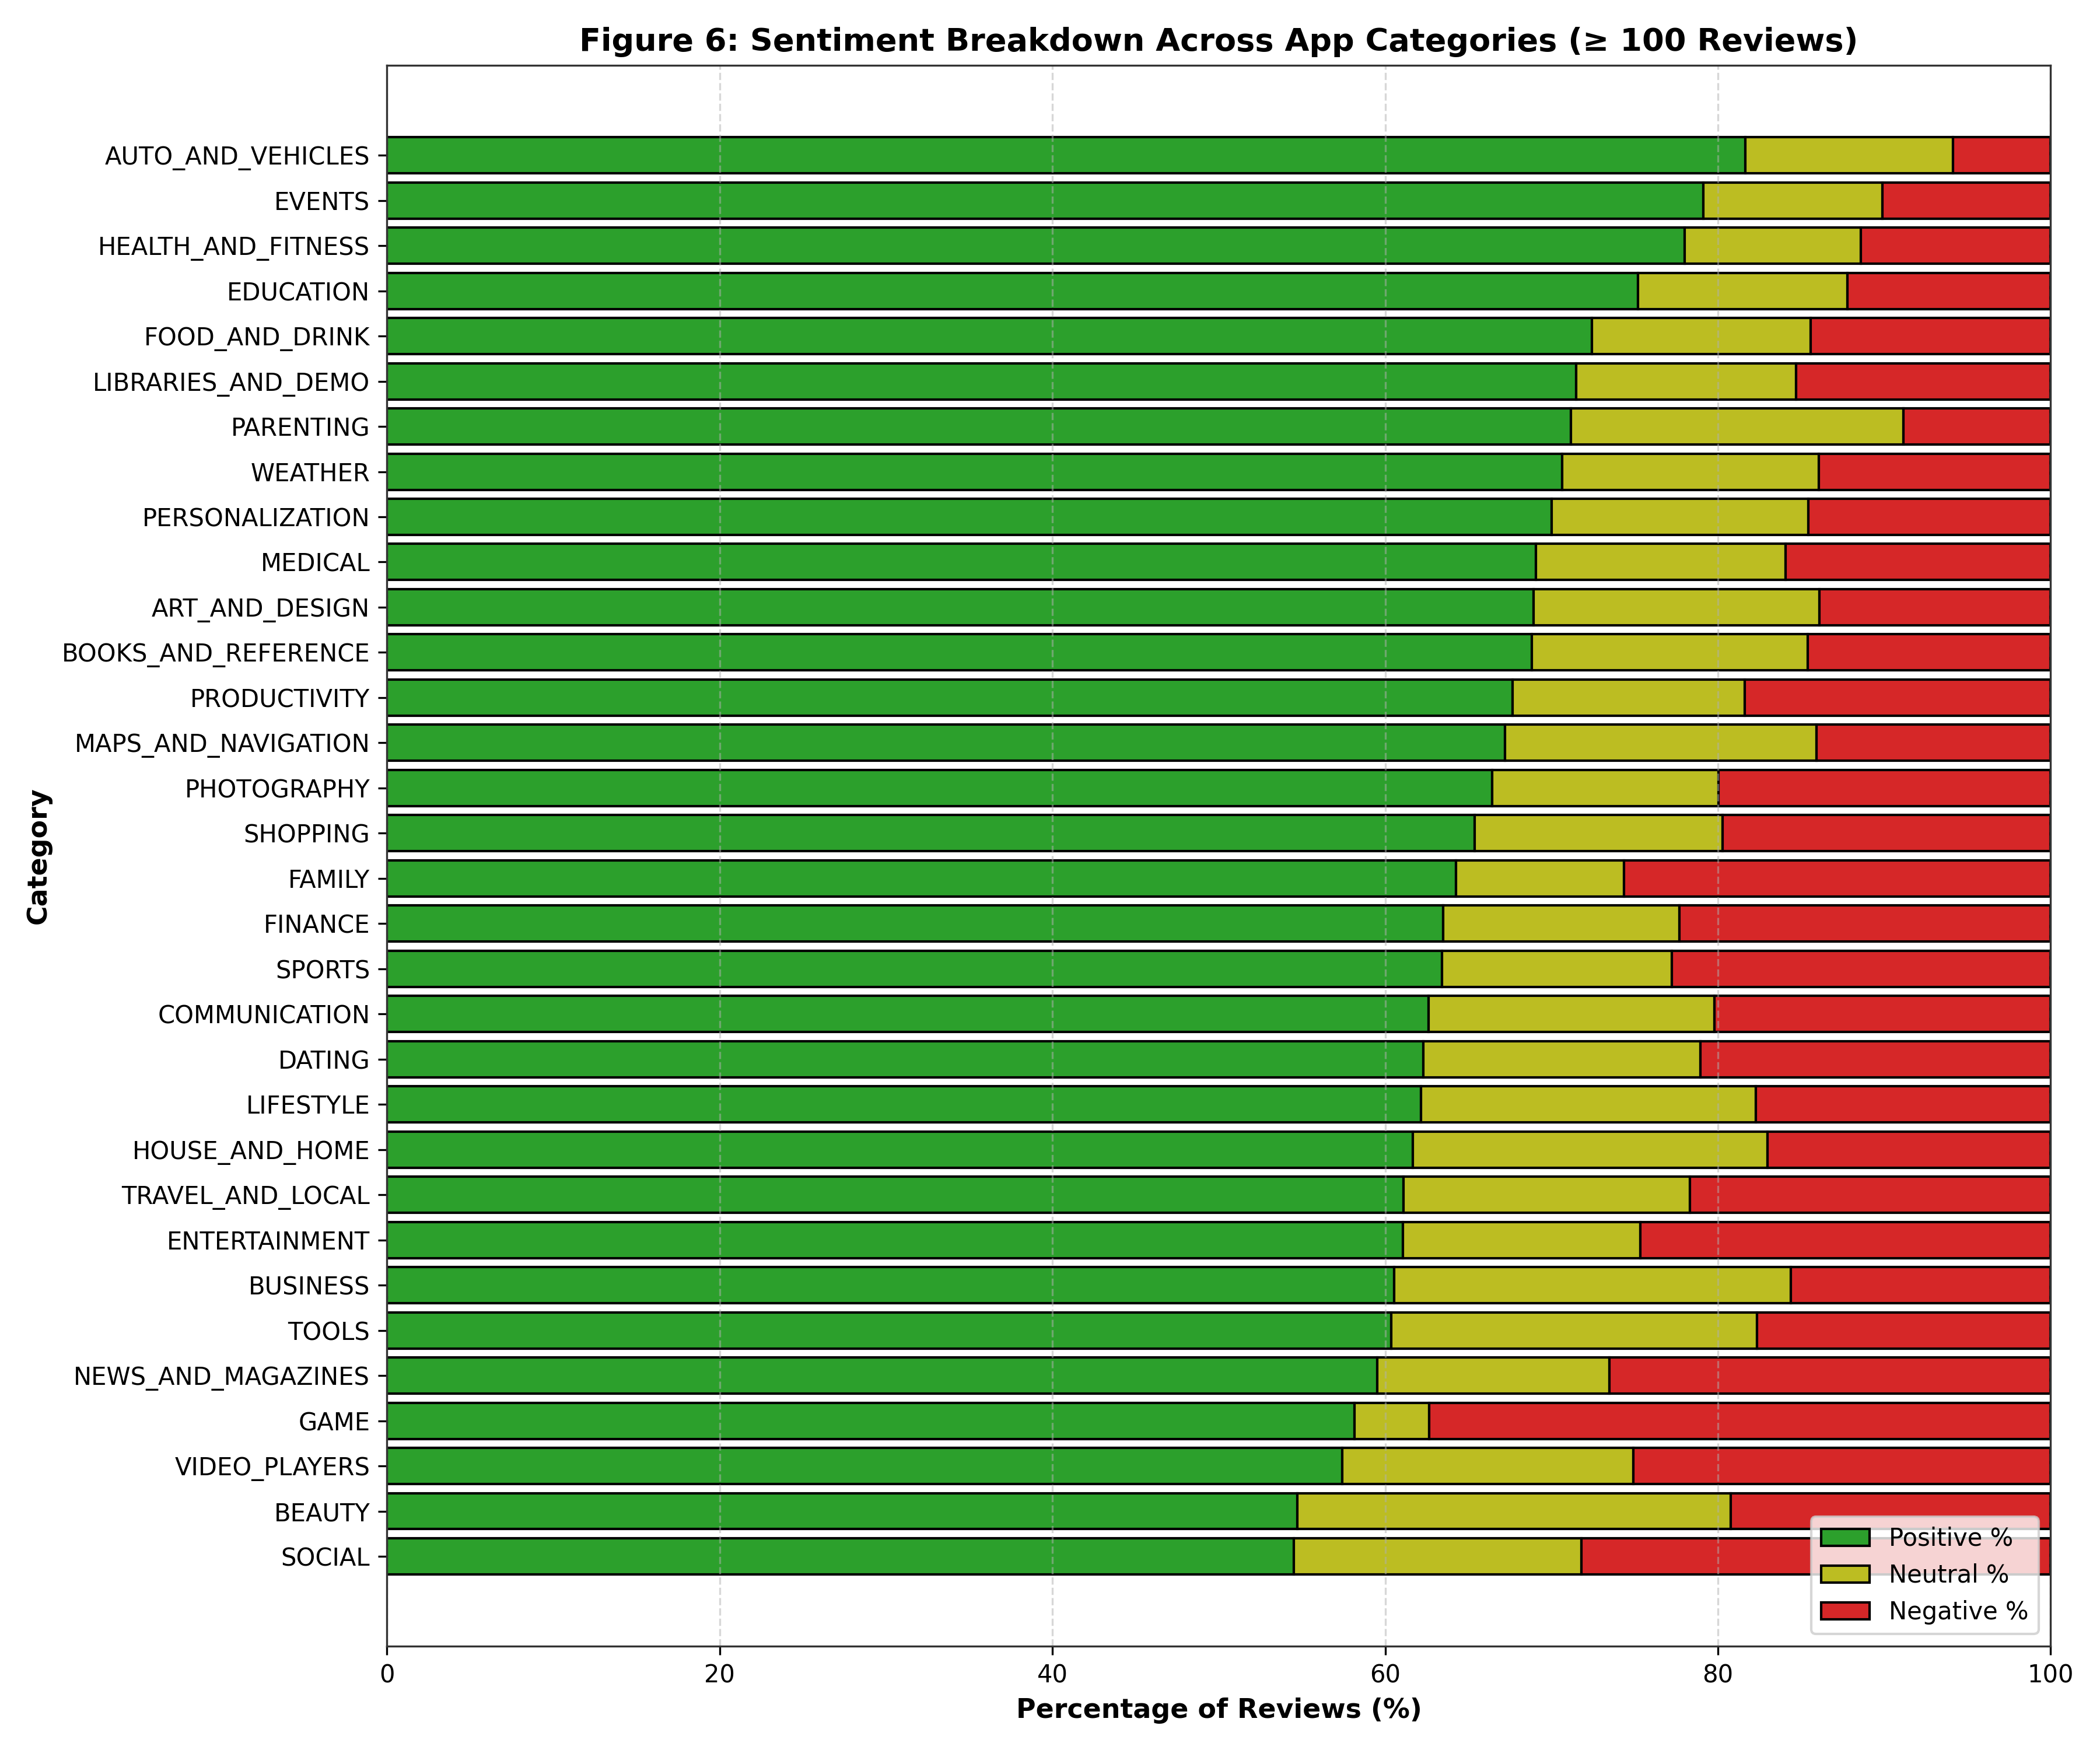 Figure 6: Sentiment Breakdown Across App Categories (≥ 100 Reviews)
Category
AUTO_AND_VEHICLES
EVENTS
HEALTH_AND_FITNESS
EDUCATION
FOOD_AND_DRINK
LIBRARIES_AND_DEMO
PARENTING
WEATHER
PERSONALIZATION
MEDICAL
ART_AND_DESIGN
BOOKS_AND_REFERENCE
PRODUCTIVITY
MAPS_AND_NAVIGATION
PHOTOGRAPHY
SHOPPING
FAMILY
FINANCE
SPORTS
COMMUNICATION
DATING
LIFESTYLE
HOUSE_AND_HOME
TRAVEL_AND_LOCAL
ENTERTAINMENT
BUSINESS
TOOLS
NEWS_AND_MAGAZINES
GAME
VIDEO_PLAYERS
BEAUTY
SOCIAL
Positive %
Neutral %
Negative %
0 20 40 60 80 100
Percentage of Reviews (%)